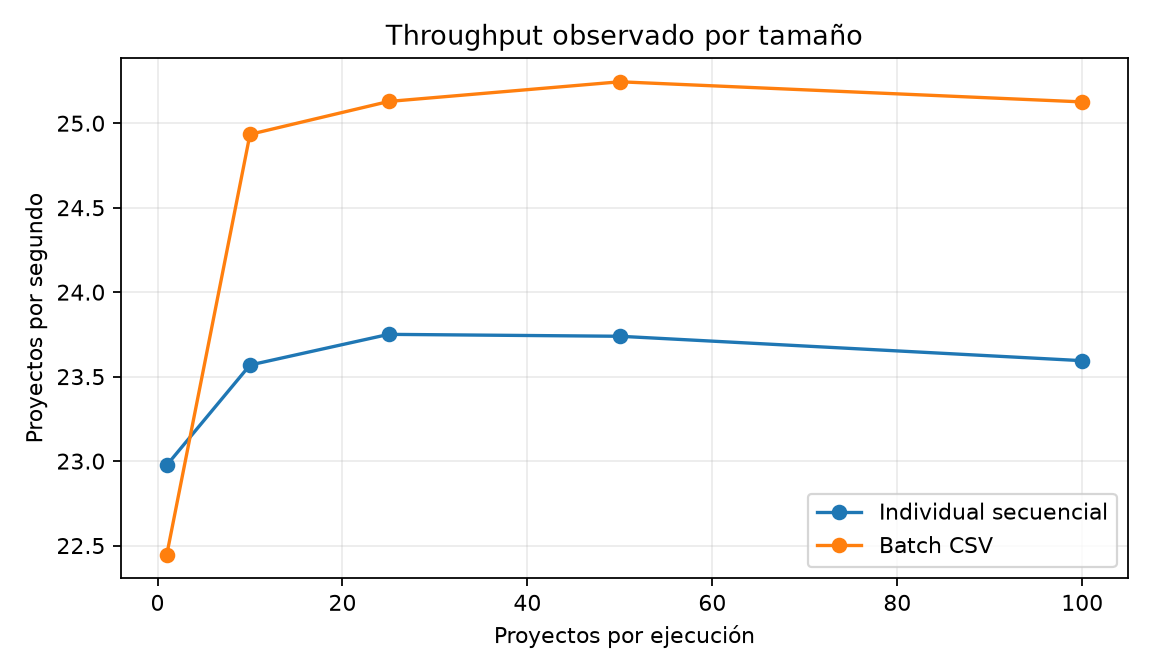 Throughput observado por tamaño
Proyectos por segundo
25.0
24.5
24.0
23.5
23.0
22.5
Individual secuencial
Batch CSV
0 20 40 60 80 100
Proyectos por ejecución